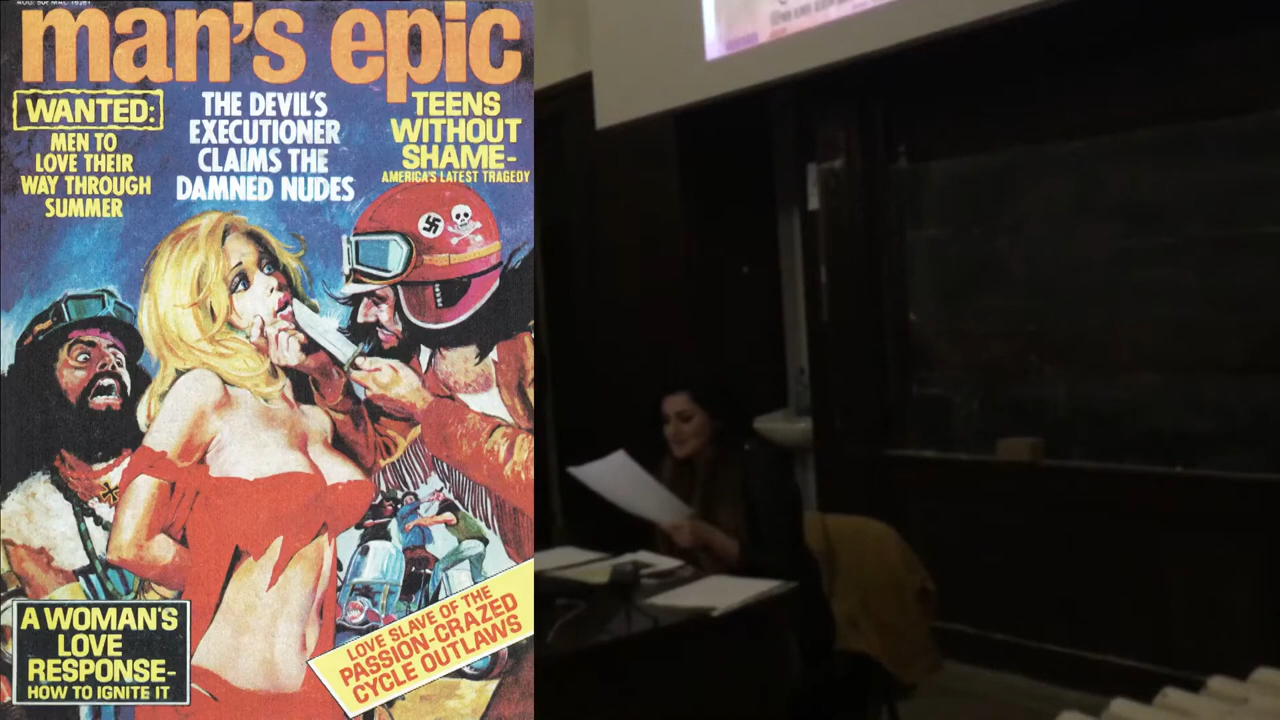 man's epic
WANTED:
MEN TO
LOVE THEIR
WAY THROUGH
SUMMER
THE DEVIL'S
EXECUTIONER
CLAIMS THE
DAMNED NUDES
TEENS
WITHOUT
SHAME-
AMERICA'S LATEST TRAGEDY
A WOMAN'S
LOVE
RESPONSE-
HOW TO IGNITE IT
LOVE SLAVE OF THE
PASSION-CRAZED
CYCLE OUTLAWS